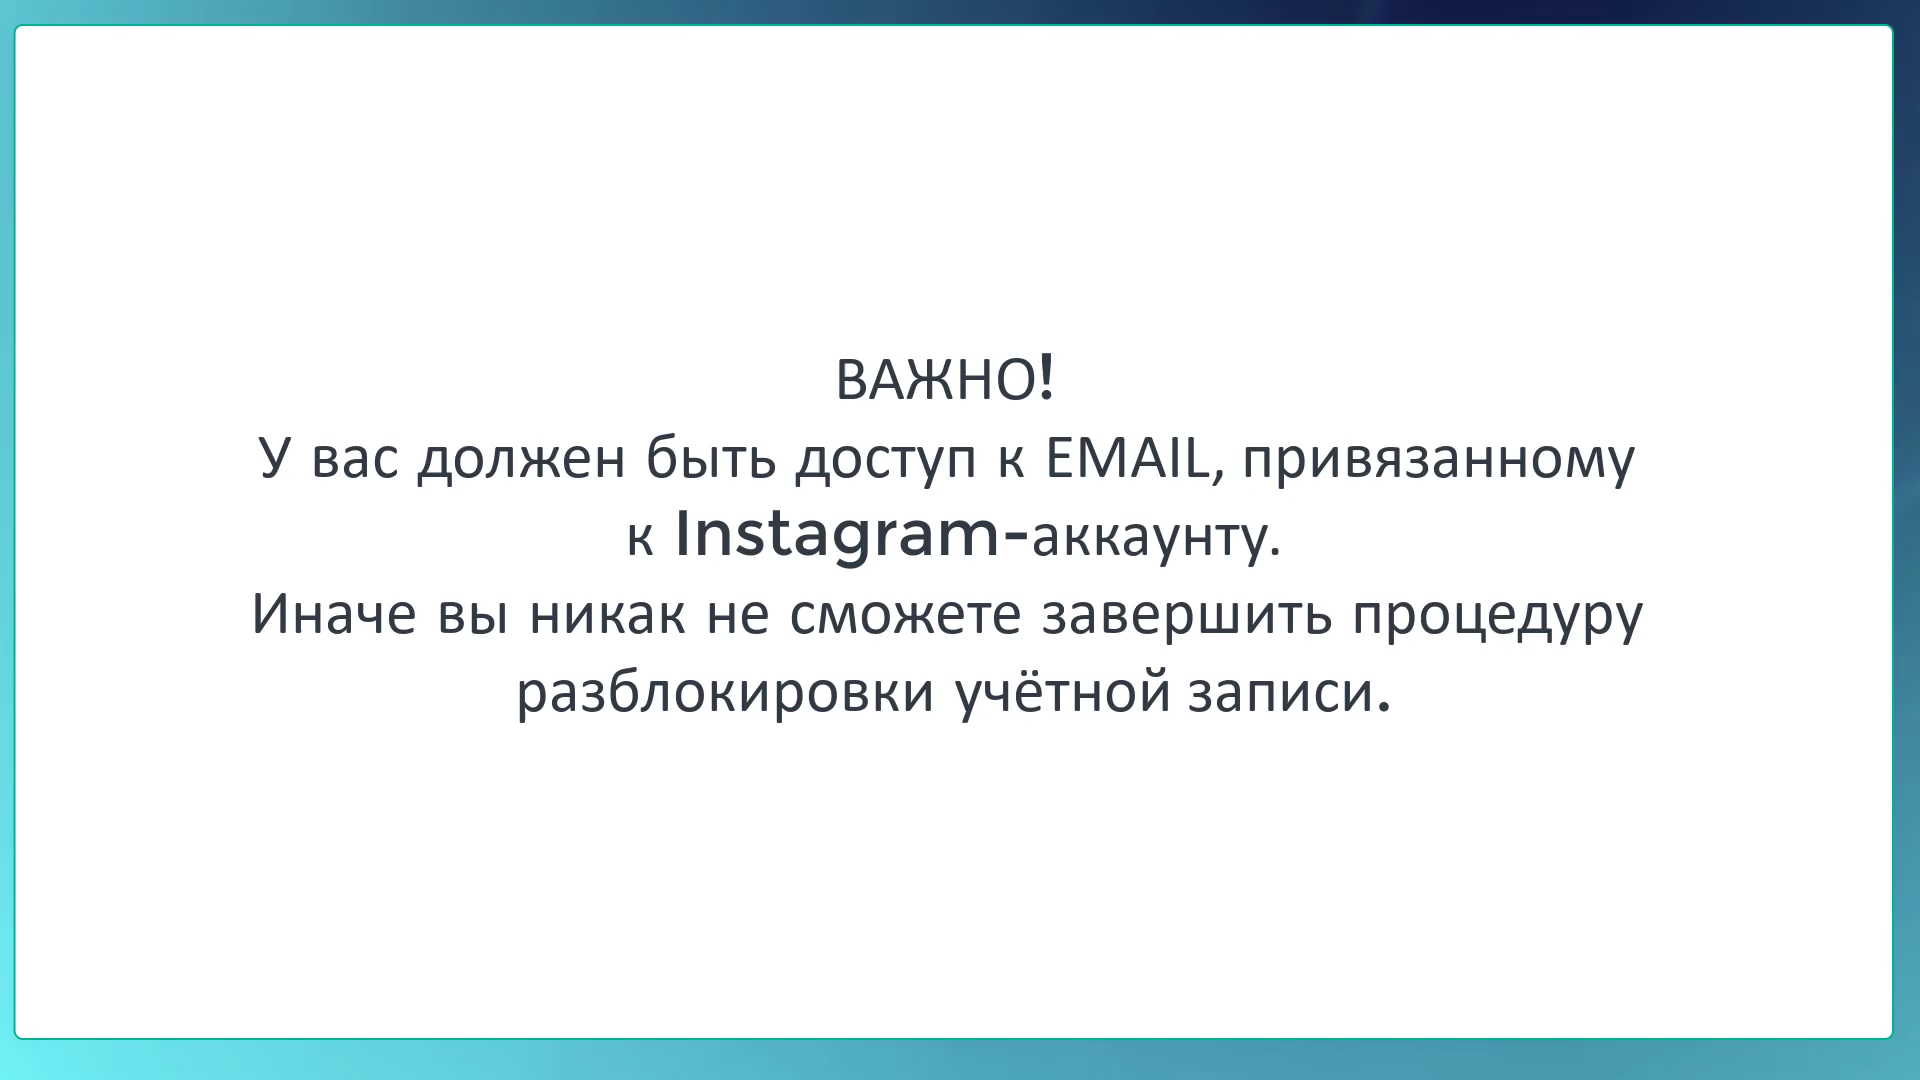 ВАЖНО!
У вас должен быть доступ к EMAIL, привязанному
к Instagram-аккаунту.
Иначе вы никак не сможете завершить процедуру
разблокировки учётной записи.